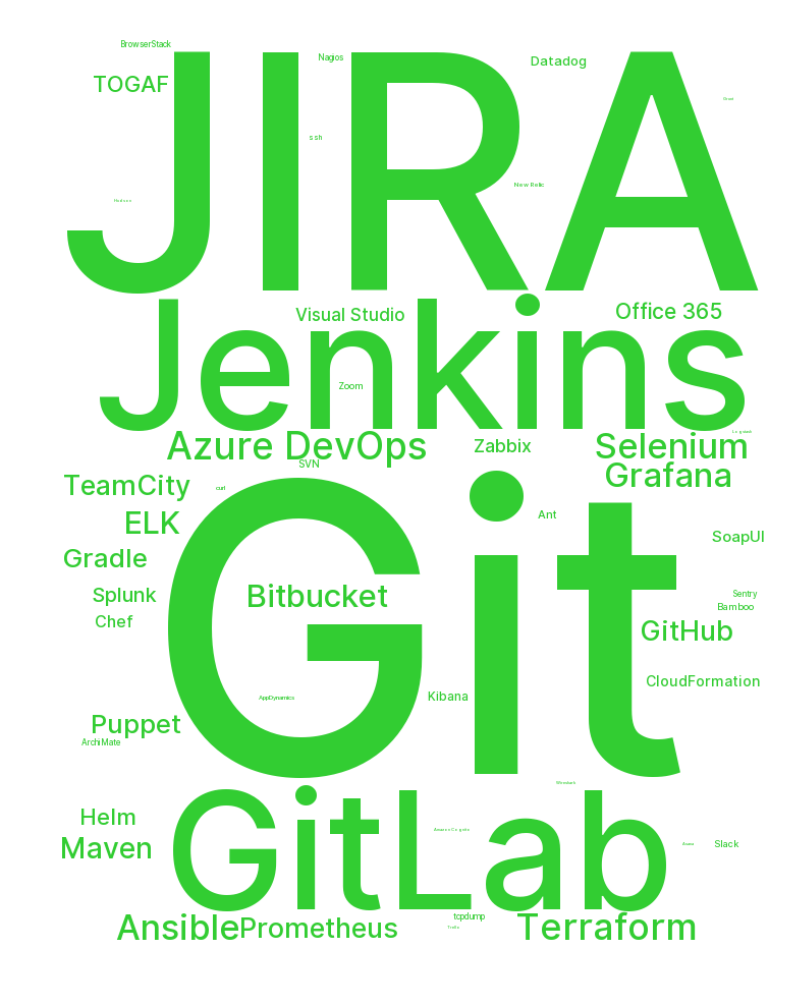 BrowserStack
Nagios
Datadog
TOGAF
JIRA
ssh
New Relic
Visual Studio
Office 365
Jenkins
Zoom
Azure DevOps
Zabbix
Selenium
SVN
Grafana
TeamCity
curl
Ant
ELK
SoapUI
Gradle
Git
Splunk
Bitbucket
Sentry
Bamboo
Chef
GitHub
CloudFormation
AppDynamics
Kibana
Puppet
ArchiMate
Helm
GitLab
Maven
Slack
tcpdump
Ansible
Prometheus
Terraform